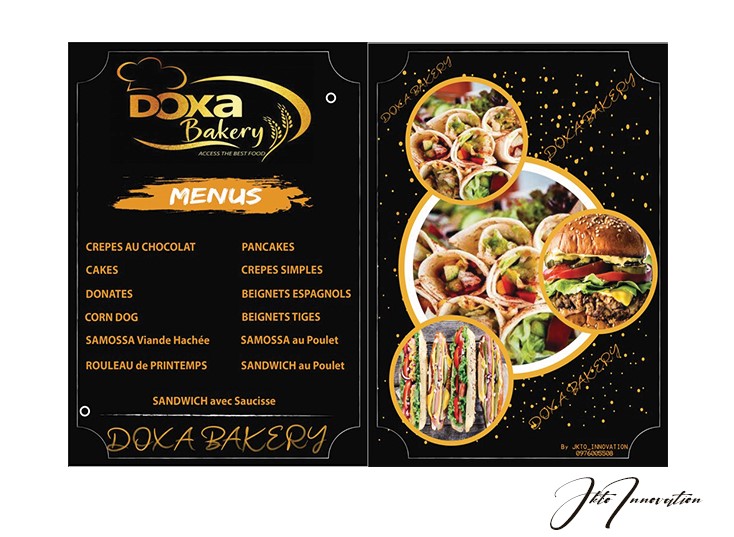 DOXA
Bakery
ACCESS THE BEST FOOD
MENUS
CREPES AU CHOCOLAT
PANCAKES
CAKES
CREPES SIMPLES
DONATES
BEIGNETS ESPAGNOLS
CORN DOG
BEIGNETS TIGES
SAMOSSA Viande Hachée
SAMOSSA au Poulet
ROULEAU de PRINTEMPS
SANDWICH au Poulet
SANDWICH avec Saucisse
DOXA BAKERY
DOXA BAKERY
DOXA BAKERY
DOXA BAKERY
By JKTO_INNOVATION
0976005508
Jkto Innovation